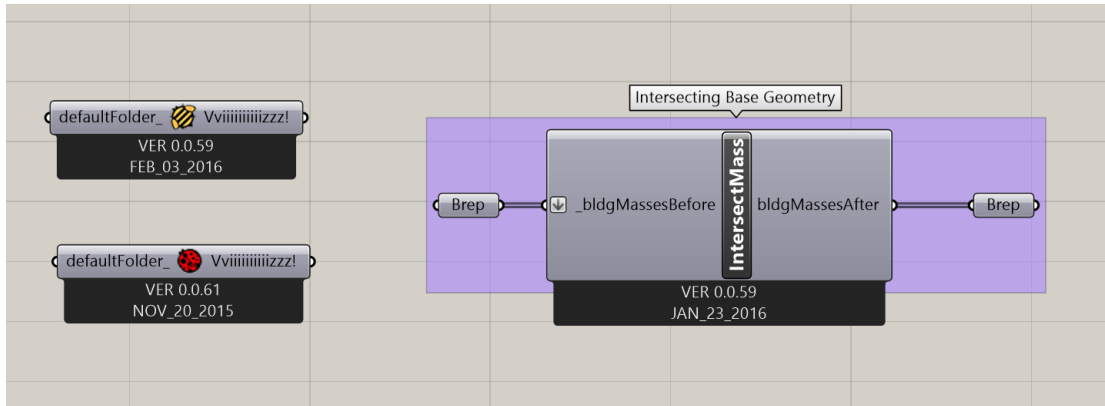 defaultFolder_ Vviiiiiiiiiizzz!
VER 0.0.59
FEB_03_2016
defaultFolder_ Vviiiiiiiiiizzz!
VER 0.0.61
NOV_20_2015
Intersecting Base Geometry
Brep
_bldgMassesBefore
IntersectMass
bldgMassesAfter
Brep
VER 0.0.59
JAN_23_2016